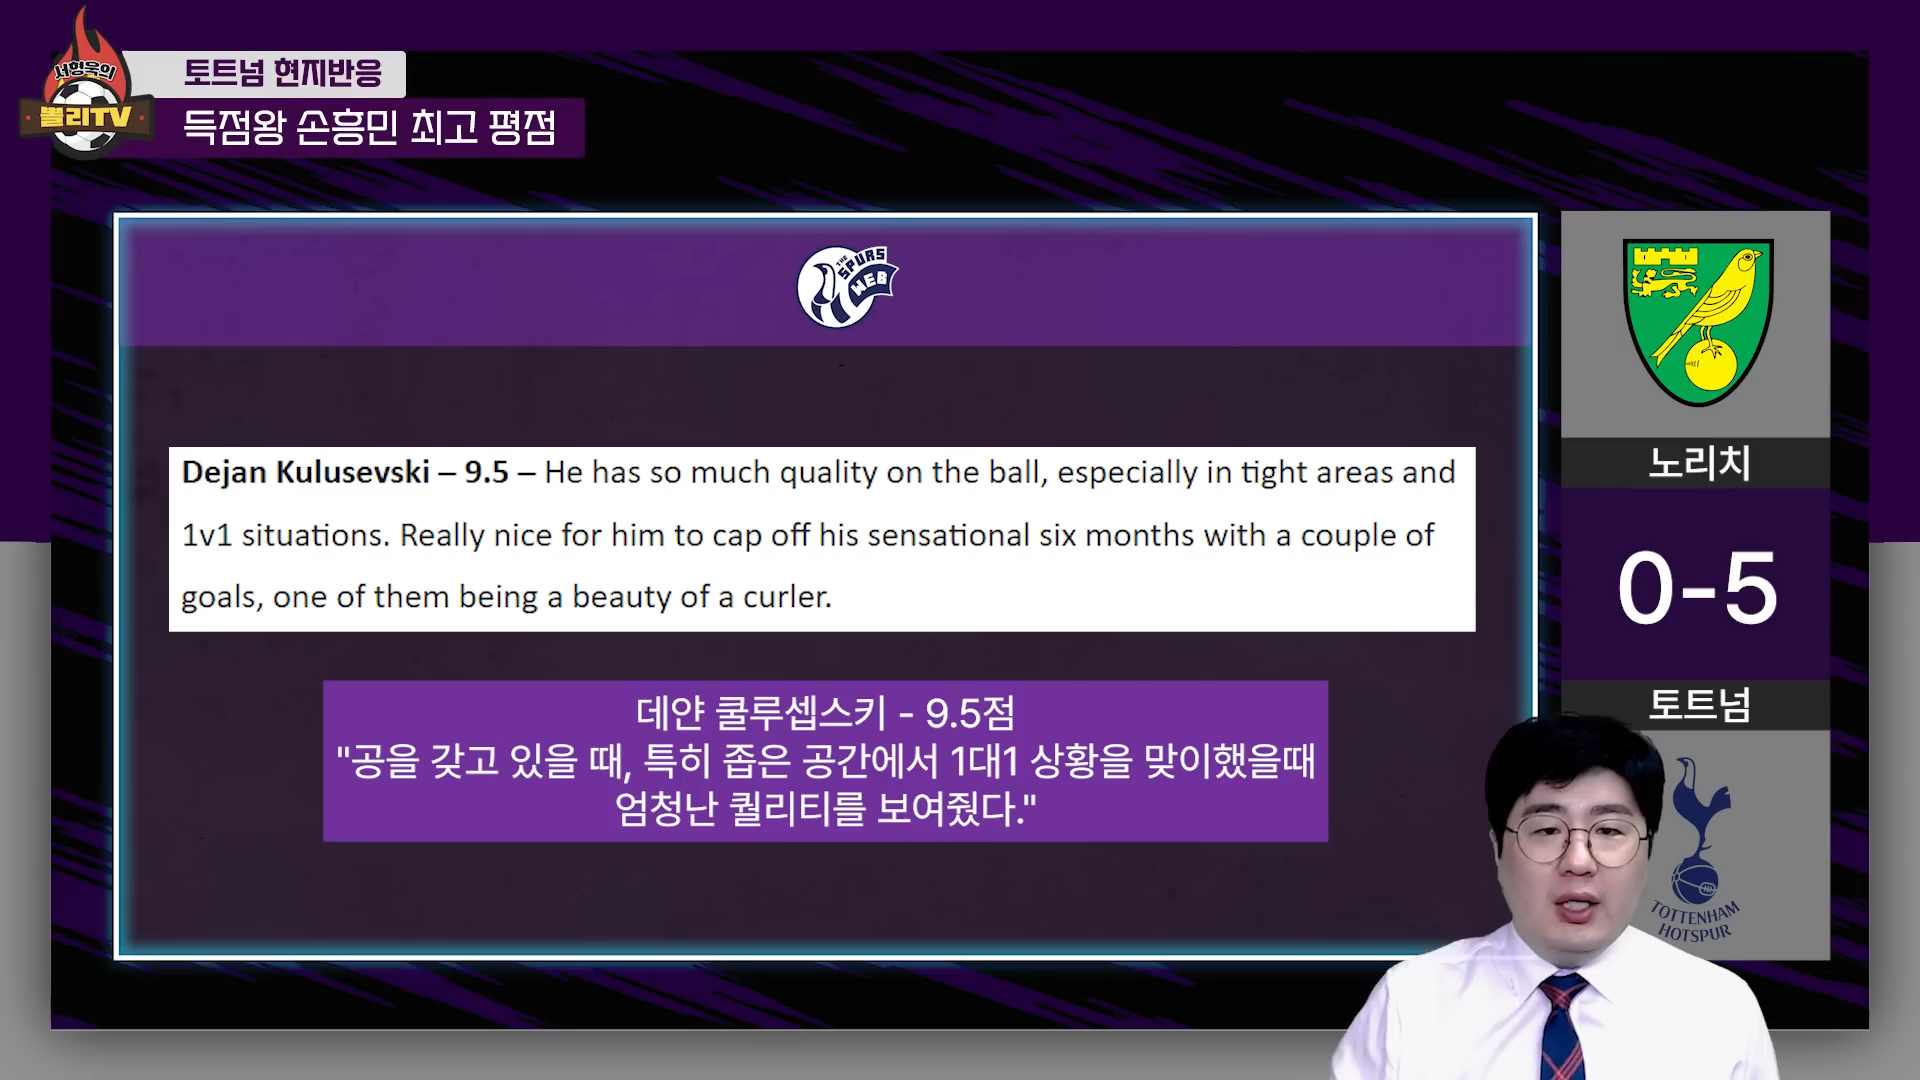 서형욱의
뽈리TV
토트넘 현지반응
득점왕 손흥민 최고 평점
THE
SPURS
WEB
Dejan Kulusevski – 9.5 – He has so much quality on the ball, especially in tight areas and
1v1 situations. Really nice for him to cap off his sensational six months with a couple of
goals, one of them being a beauty of a curler.
데얀 쿨루셉스키 - 9.5점
"공을 갖고 있을 때, 특히 좁은 공간에서 1대1 상황을 맞이했을때
엄청난 퀄리티를 보여줬다."
노리치
0-5
토트넘
TOTTENHAM
HOTSPUR